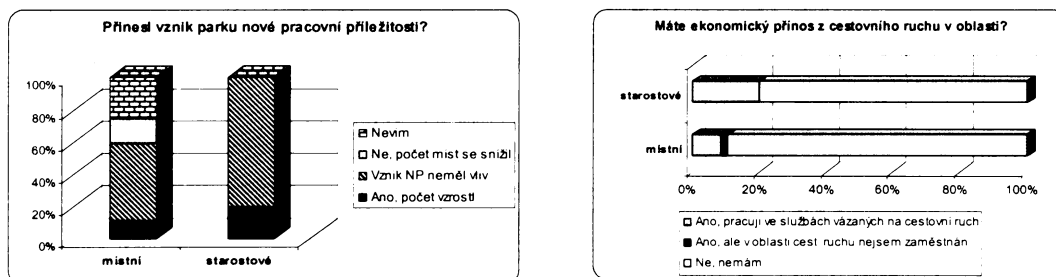 Přinesl vznik parku nové pracovní příležitosti?
100%
80%
60%
40%
20%
0%
místní
starostové
Nevím
Ne, počet míst se snížil
Vznik NP neměl vliv
Ano, počet vzrostl
Máte ekonomický přínos z cestovního ruchu v oblasti?
starostové
místní
0%
20%
40%
60%
80%
100%
Ano, pracuji ve službách vázaných na cestovní ruch
Ano, ale v oblasti cest ruchu nejsem zaměstnán
Ne, nemám